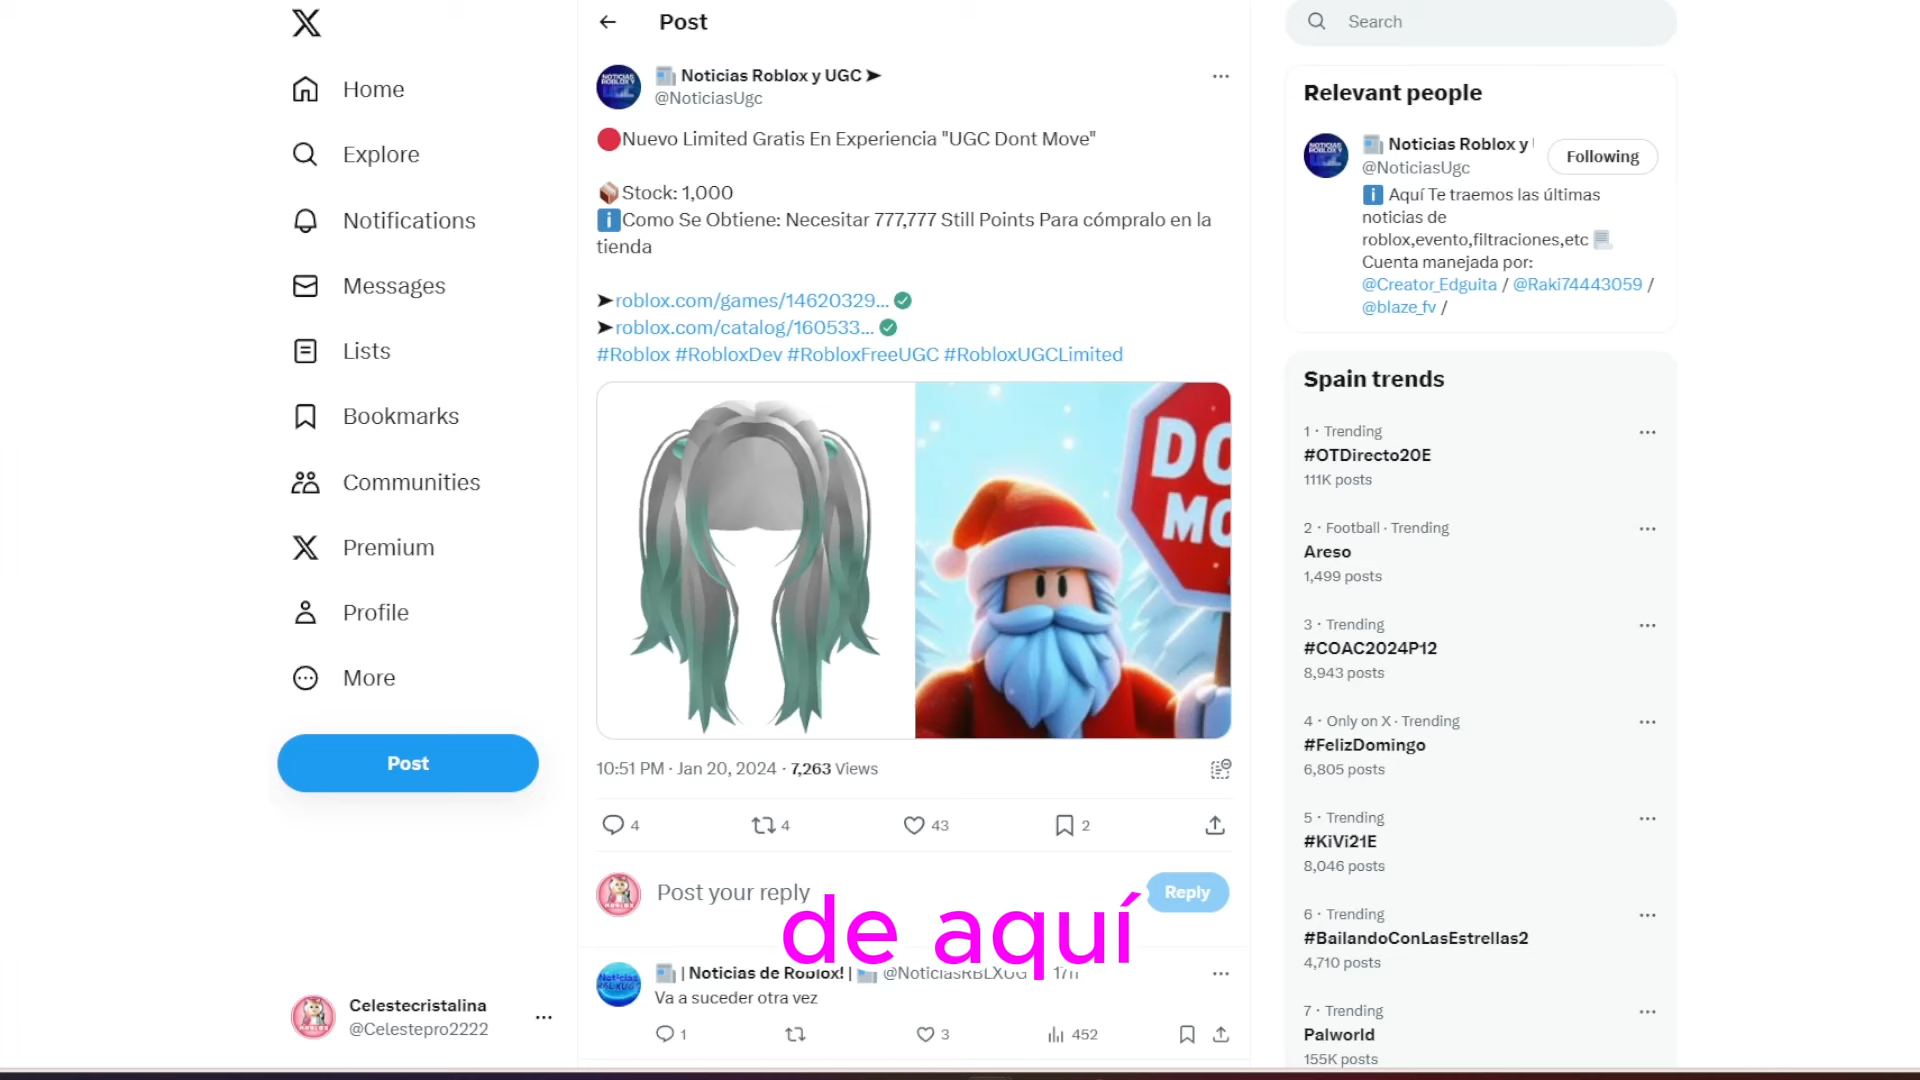 Home
Explore
Notifications
Messages
Lists
Bookmarks
Communities
Premium
Profile
More
Post
Celestecristalina
@Celestepro2222
Post
Noticias Roblox y UGC ➤
@NoticiasUgc
🔴Nuevo Limited Gratis En Experiencia "UGC Dont Move"
📦Stock: 1,000
ℹ️Como Se Obtiene: Necesitar 777,777 Still Points Para cómpralo en la
tienda
➤roblox.com/games/14620329... ✅
➤roblox.com/catalog/160533... ✅
#Roblox #RobloxDev #RobloxFreeUGC #RobloxUGCLimited
DO
MO
10:51 PM · Jan 20, 2024 · 7,263 Views
4 4 43 2
Post your reply
Reply
de aquí
| Noticias de Roblox! | @NoticiasRBLXUG 17h
Va a suceder otra vez
1 3 452
Search
Relevant people
Noticias Roblox y
@NoticiasUgc
Following
ℹ️ Aquí Te traemos las últimas
noticias de
roblox,evento,filtraciones,etc
Cuenta manejada por:
@Creator_Edguita / @Raki74443059 /
@blaze_fv /
Spain trends
1 · Trending
#OTDirecto20E
111K posts
2 · Football · Trending
Areso
1,499 posts
3 · Trending
#COAC2024P12
8,943 posts
4 · Only on X · Trending
#FelizDomingo
6,805 posts
5 · Trending
#KiVi21E
8,046 posts
6 · Trending
#BailandoConLasEstrellas2
4,710 posts
7 · Trending
Palworld
155K posts